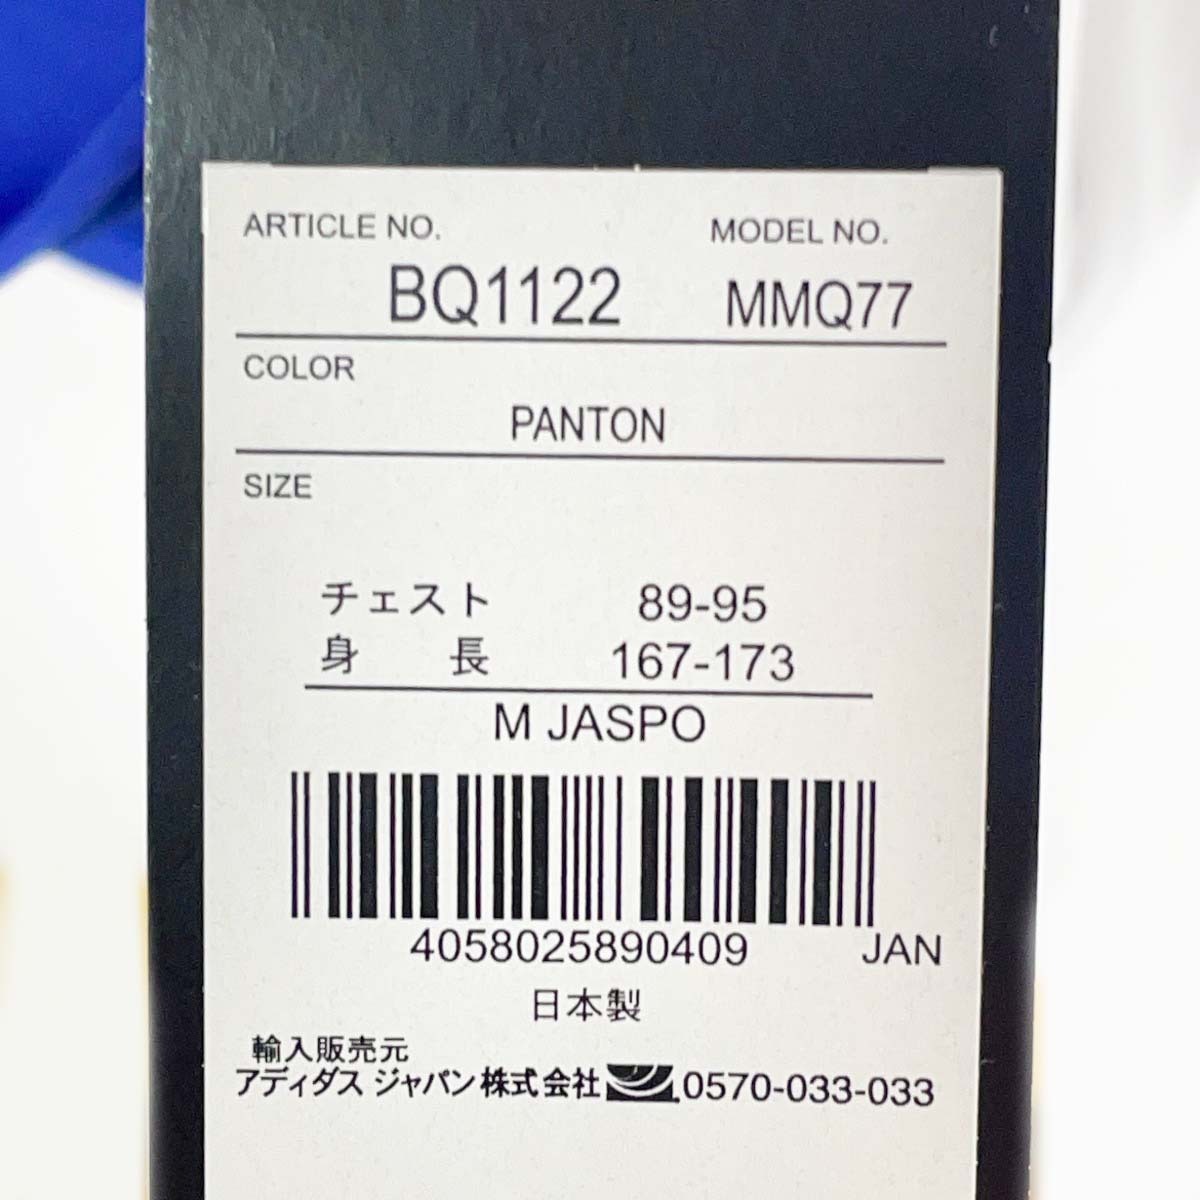 ARTICLE NO. MODEL NO.
BQ1122 MMQ77
COLOR
PANTON
SIZE
チェスト 89-95
身 長 167-173
M JASPO
4058025890409 JAN
日本製
輸入販売元
アディダス ジャパン株式会社 0570-033-033